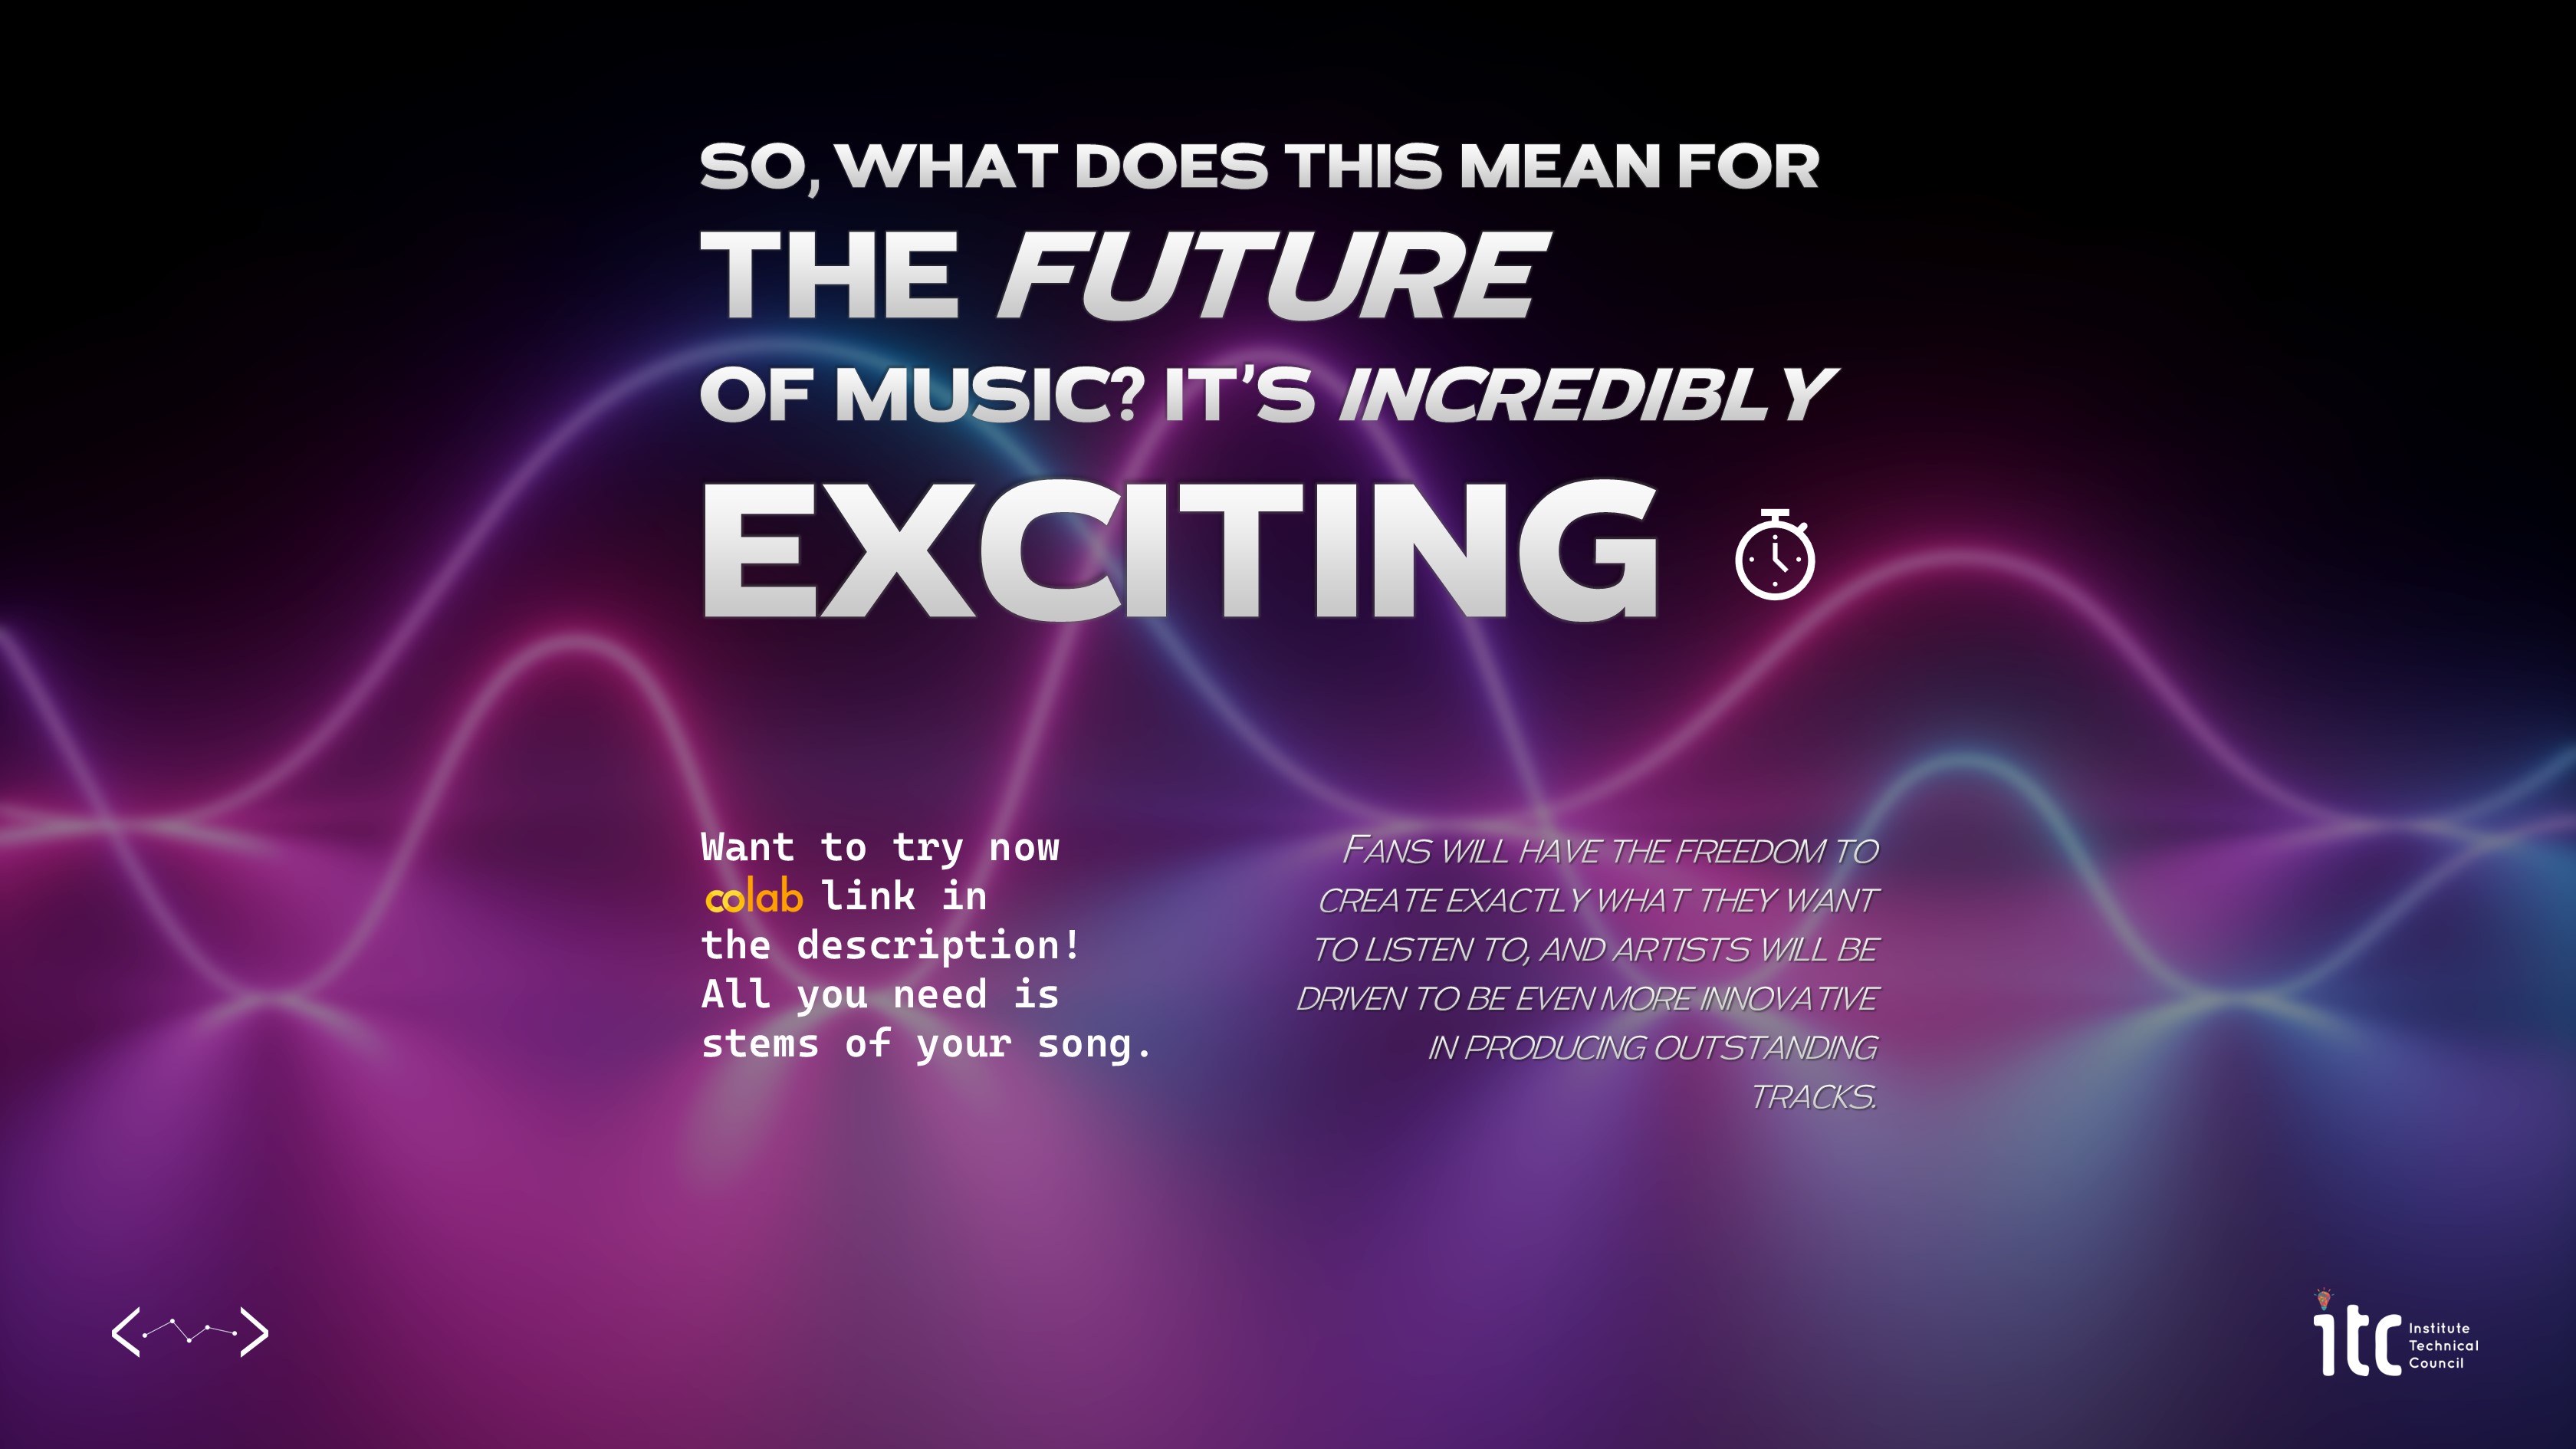 SO, WHAT DOES THIS MEAN FOR
THE FUTURE
OF MUSIC? IT'S INCREDIBLY
EXCITING
Want to try now
colab link in
the description!
All you need is
stems of your song.
FANS WILL HAVE THE FREEDOM TO
CREATE EXACTLY WHAT THEY WANT
TO LISTEN TO, AND ARTISTS WILL BE
DRIVEN TO BE EVEN MORE INNOVATIVE
IN PRODUCING OUTSTANDING
TRACKS.
itc
Institute
Technical
Council